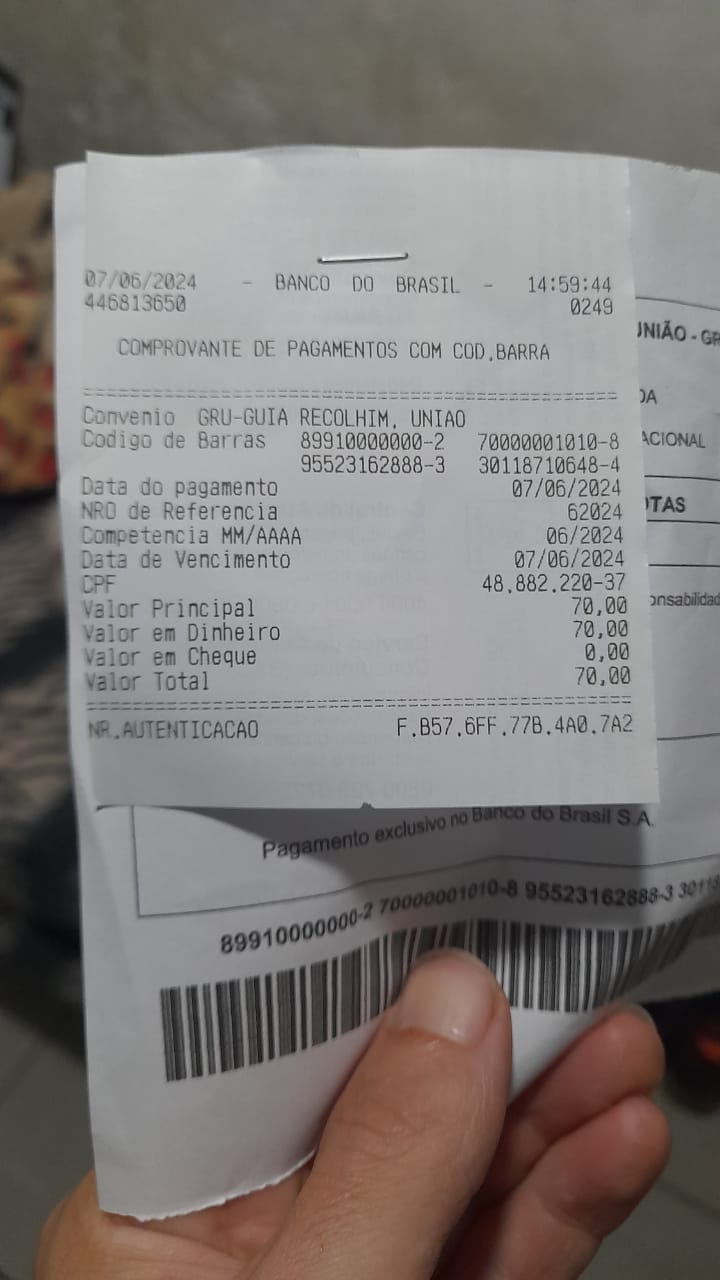 07/06/2024 - BANCO DO BRASIL - 14:59:44
446813650 0249
COMPROVANTE DE PAGAMENTOS COM COD.BARRA
================================================
Convenio GRU-GUIA RECOLHIM. UNIAO
Codigo de Barras 89910000000-2 70000001010-8
95523162888-3 30118710648-4
Data do pagamento 07/06/2024
NRO de Referencia 62024
Competencia MM/AAAA 06/2024
Data de Vencimento 07/06/2024
CPF 48.882.220-37
Valor Principal 70,00
Valor em Dinheiro 70,00
Valor em Cheque 0,00
Valor Total 70,00
================================================
NR.AUTENTICACAO F.B57.6FF.77B.4A0.7A2
UNIÃO - GR
DA
ACIONAL
OTAS
onsabilidad
Pagamento exclusivo no Banco do Brasil S.A.
89910000000-2 70000001010-8 95523162888-3 3011